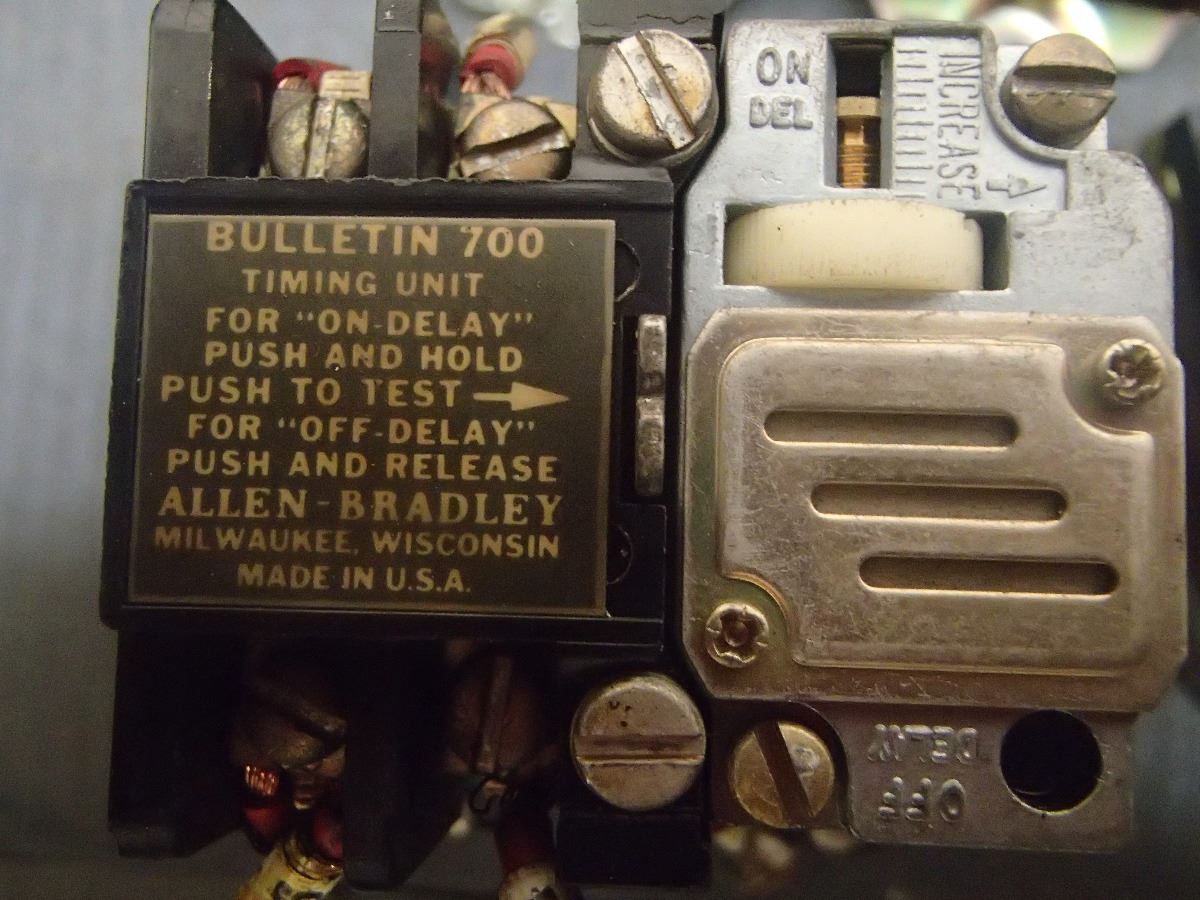 BULLETIN 700
TIMING UNIT
FOR "ON-DELAY"
PUSH AND HOLD
PUSH TO TEST
FOR "OFF-DELAY"
PUSH AND RELEASE
ALLEN-BRADLEY
MILWAUKEE, WISCONSIN
MADE IN U.S.A.
ON
DEL
INCREASE
OFF
DELAY